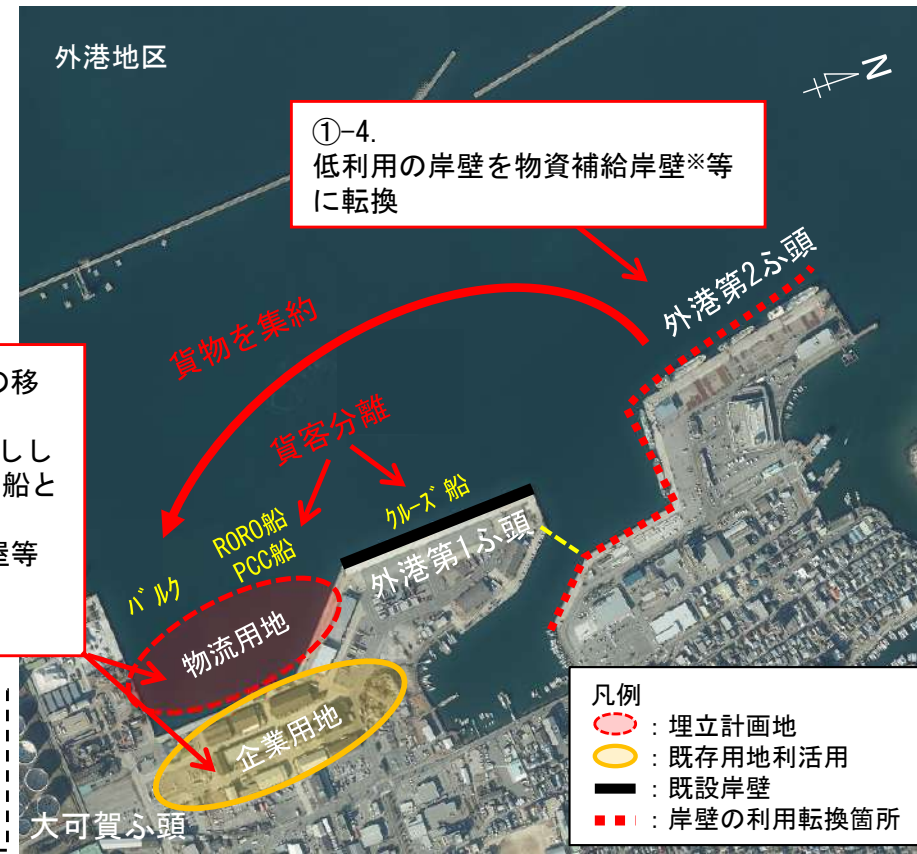 外港地区
N
①-4.
低利用の岸壁を物資補給岸壁※等
に転換
外港第2ふ頭
貨物を集約
の移
しし
船と
屋等
貨客分離
クルーズ船
RORO船
PCC船
バルク
外港第1ふ頭
物流用地
企業用地
大可賀ふ頭
凡例
：埋立計画地
：既存用地利活用
：既設岸壁
：岸壁の利用転換箇所